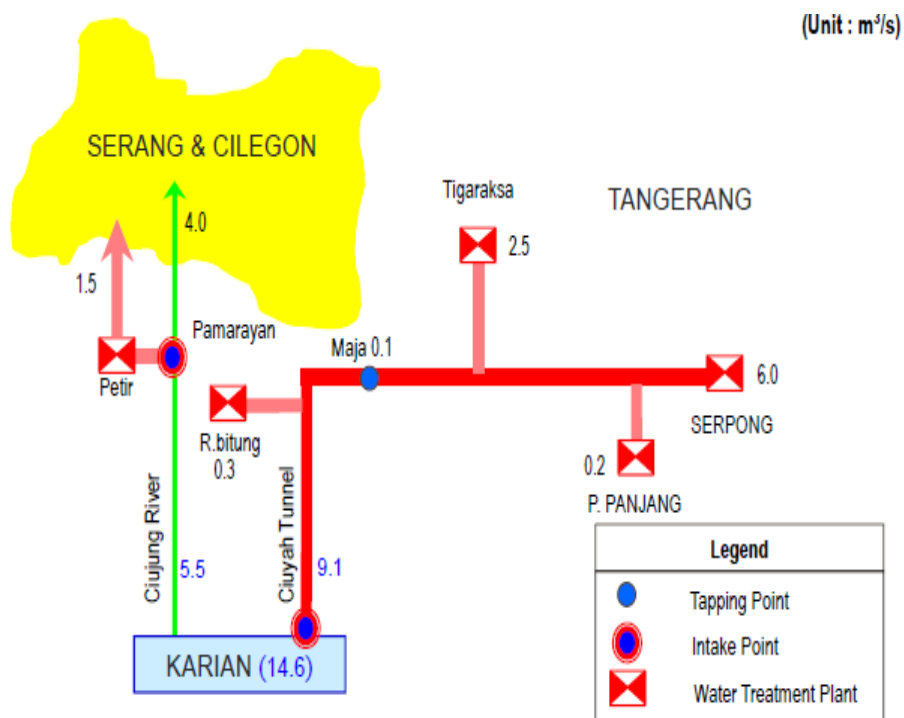 (Unit : m³/s)
SERANG & CILEGON
Tigaraksa
TANGERANG
4.0
2.5
1.5
Pamarayan
Maja 0.1
Petir
6.0
R.bitung
0.3
SERPONG
0.2
P. PANJANG
Ciujung River
5.5
Ciuyah Tunnel
9.1
KARIAN (14.6)
Legend
Tapping Point
Intake Point
Water Treatment Plant